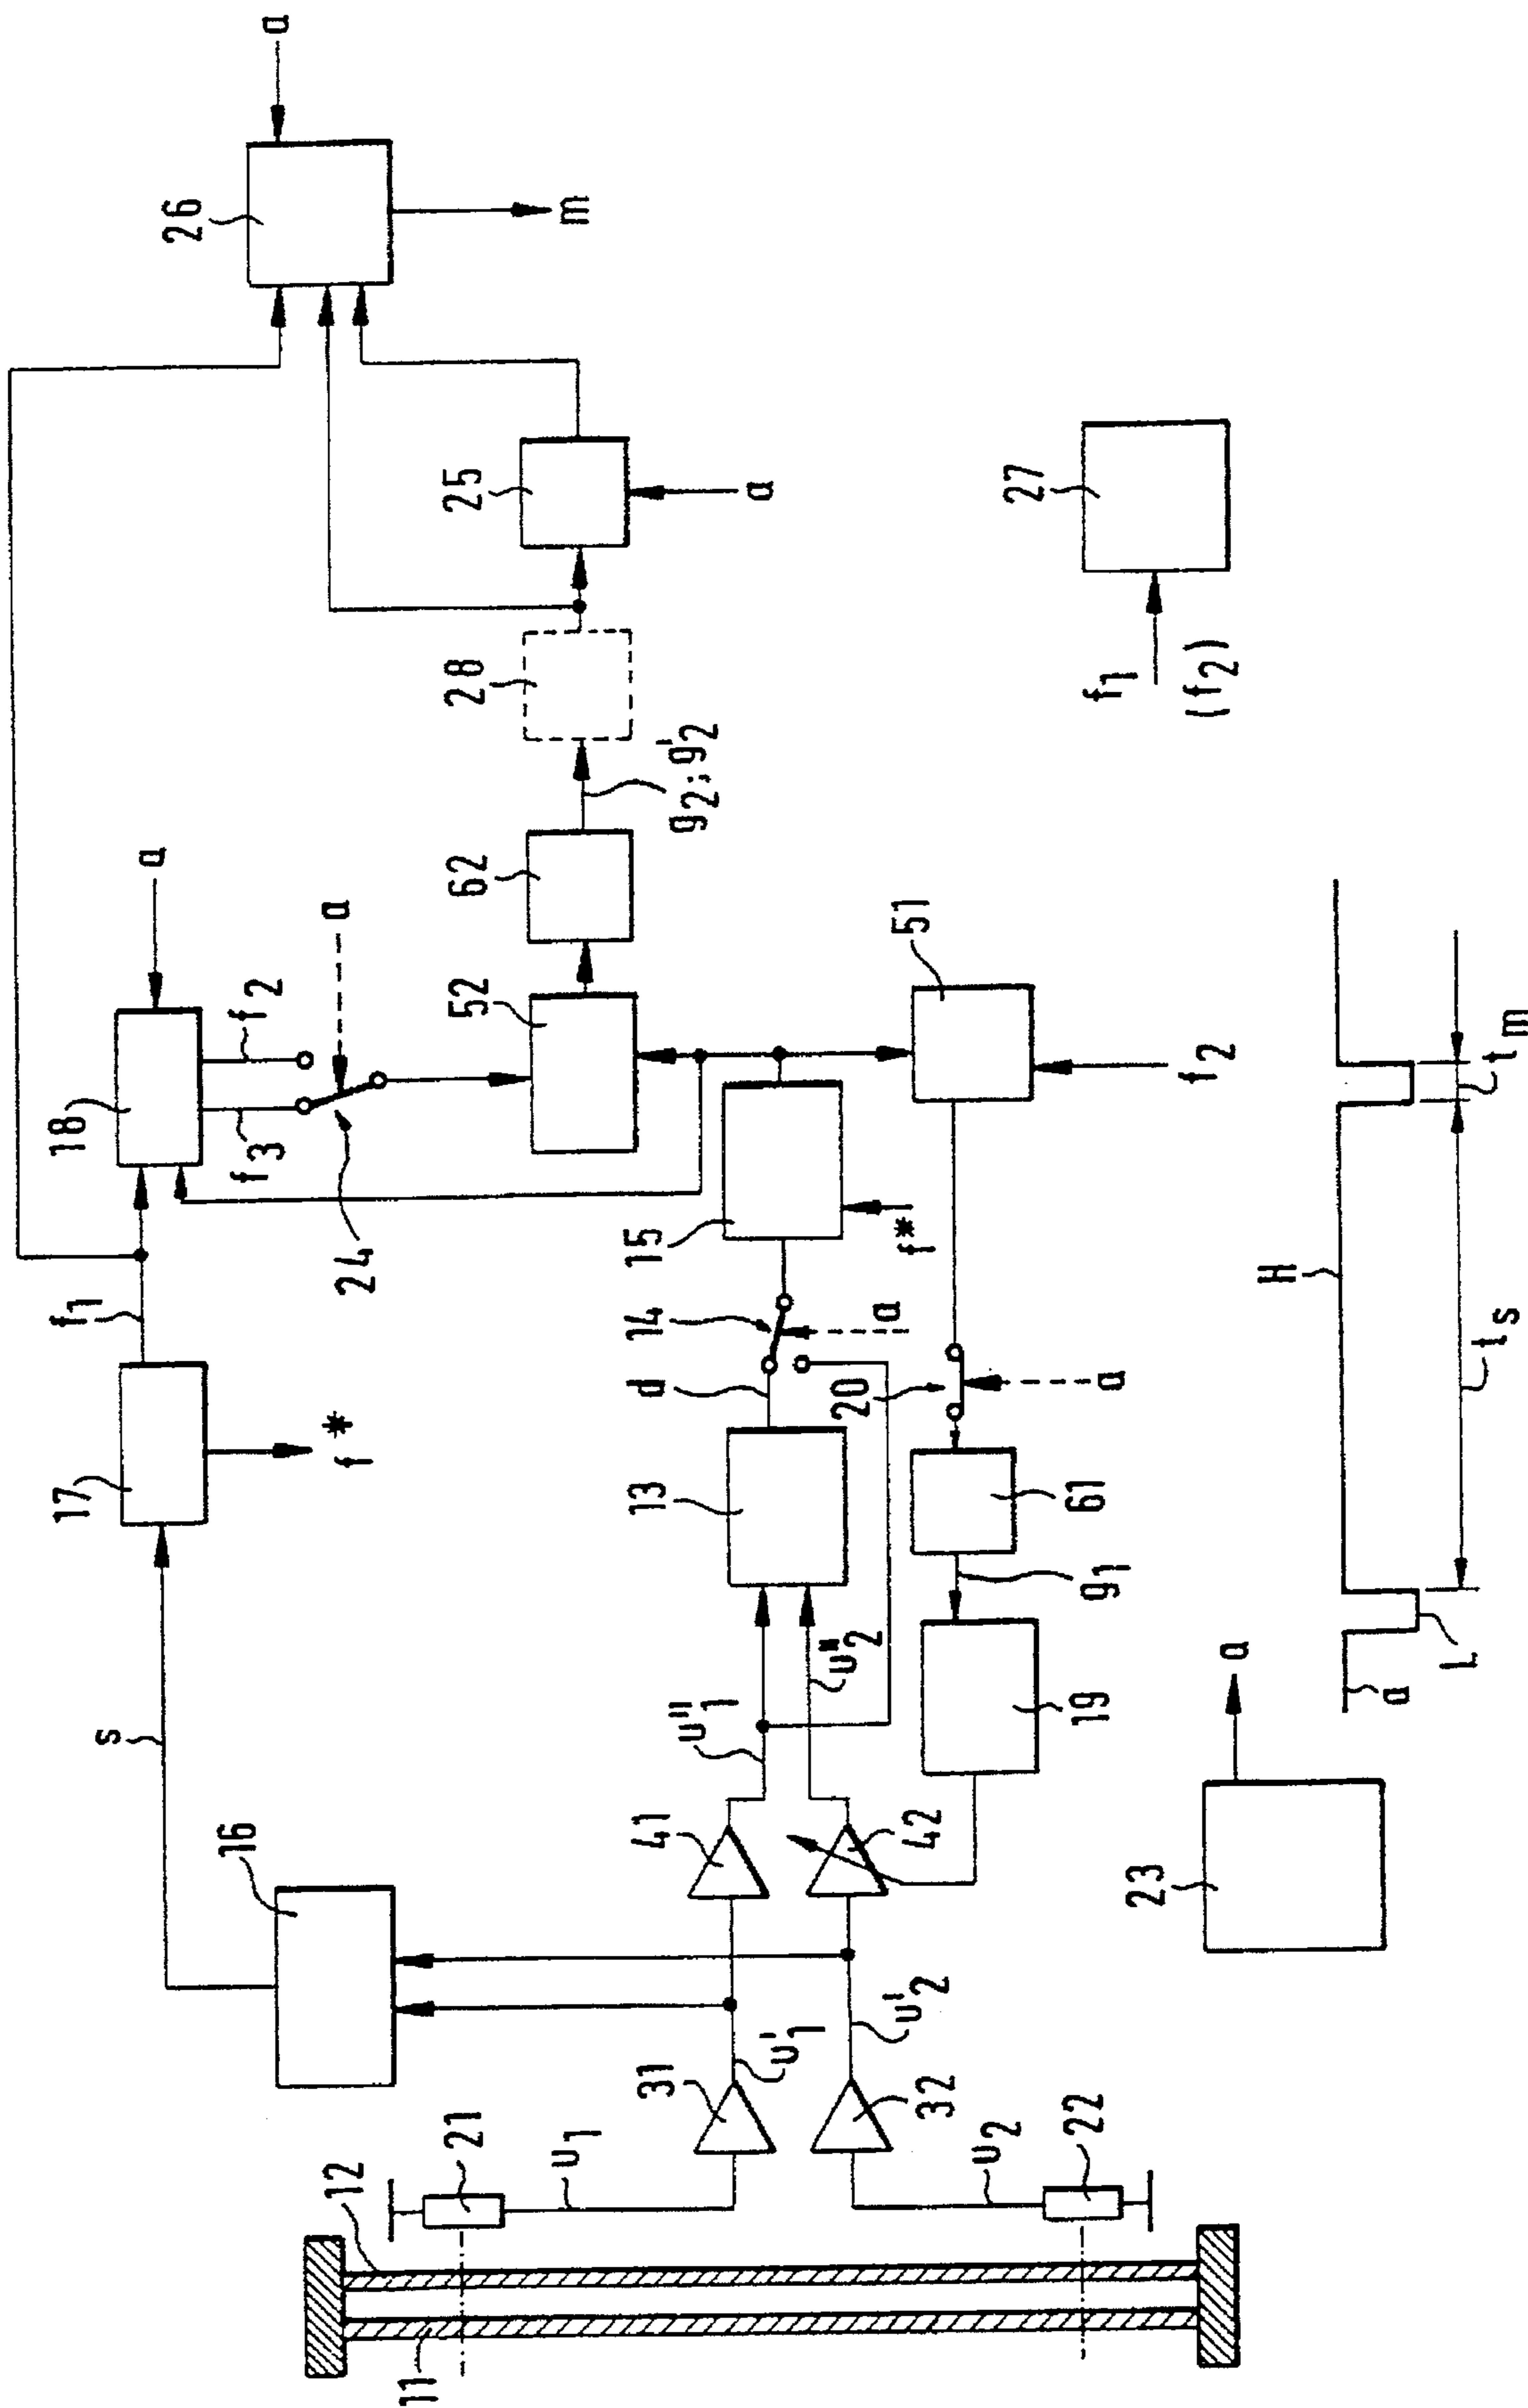 a
26
m
a
18
f2
f3
24
a
52
62
g2; g'2
28
25
a
f1
17
f*
s
16
15
f*
14
a
d
13
51
f2
20
a
61
g1
19
u''1
u''2
41
42
u'1
u'2
31
32
12
21
u1
u2
22
11
27
f1
(f2)
23
a
a
L
H
ts
tm